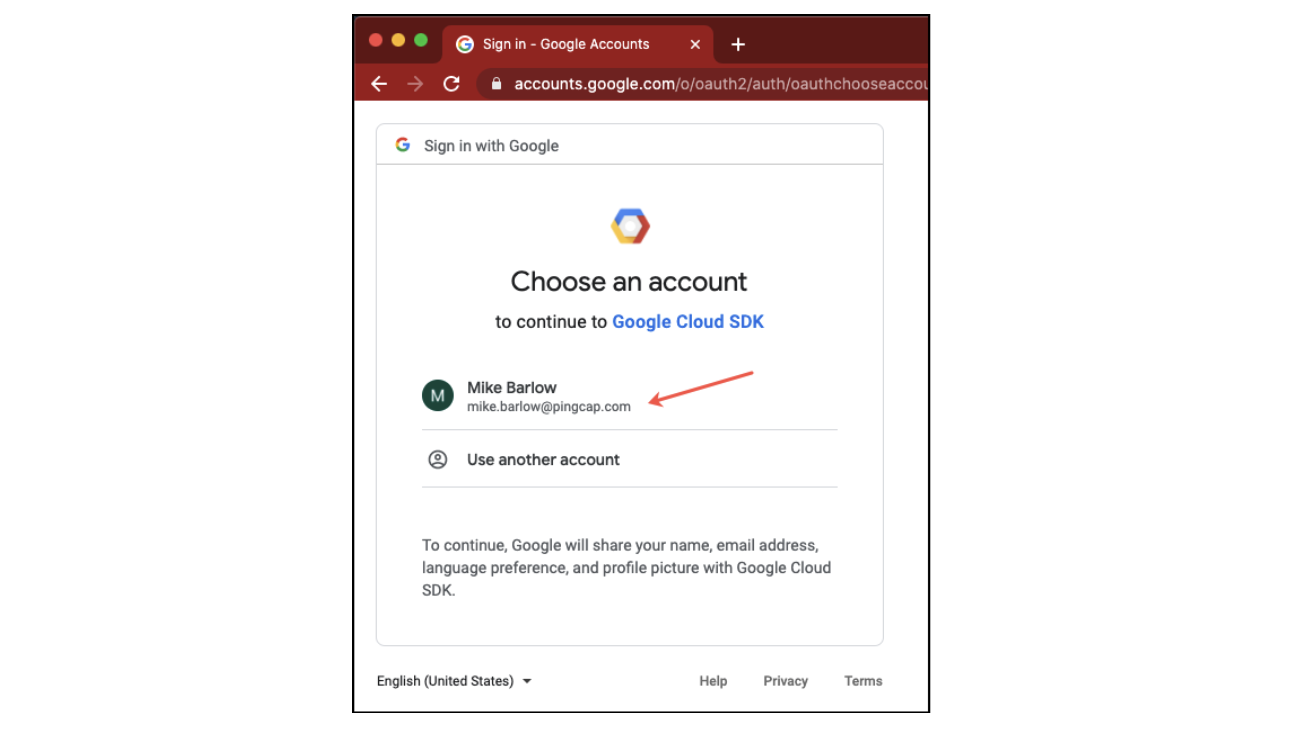 Sign in - Google Accounts
accounts.google.com/o/oauth2/auth/oauthchooseaccou
Sign in with Google
Choose an account
to continue to Google Cloud SDK
M
Mike Barlow
mike.barlow@pingcap.com
Use another account
To continue, Google will share your name, email address,
language preference, and profile picture with Google Cloud
SDK.
English (United States) Help Privacy Terms